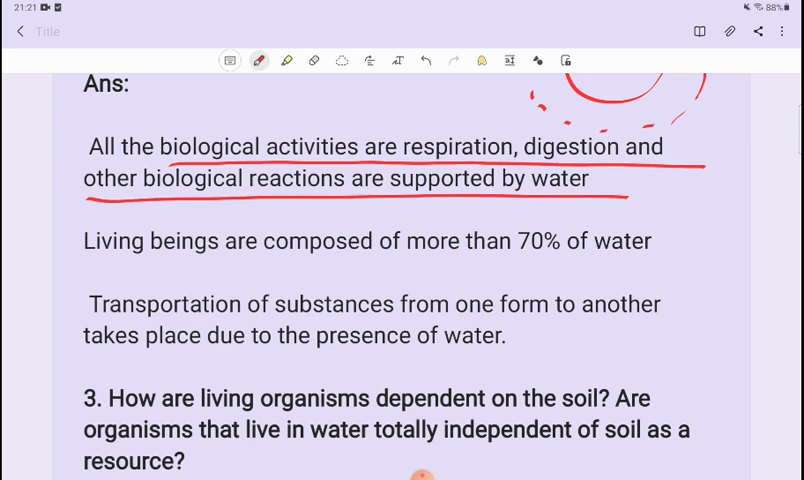 21:21
88%
Title
Ans:
All the biological activities are respiration, digestion and
other biological reactions are supported by water
Living beings are composed of more than 70% of water
Transportation of substances from one form to another
takes place due to the presence of water.
3. How are living organisms dependent on the soil? Are
organisms that live in water totally independent of soil as a
resource?